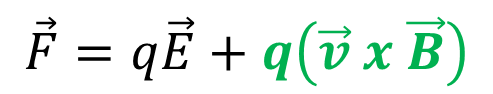 F⃗ = qE⃗ + q(v⃗ x B⃗)